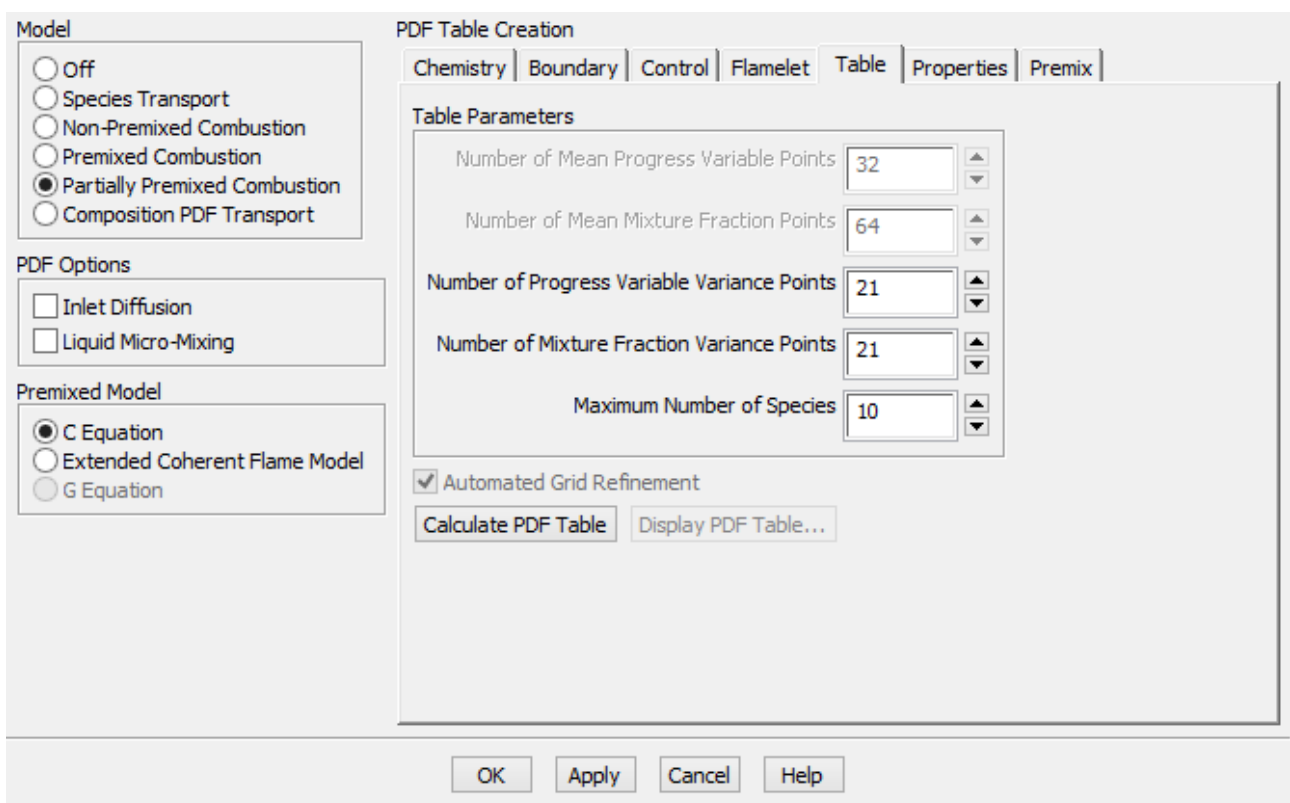 Model
Off
Species Transport
Non-Premixed Combustion
Premixed Combustion
Partially Premixed Combustion
Composition PDF Transport
PDF Options
Inlet Diffusion
Liquid Micro-Mixing
Premixed Model
C Equation
Extended Coherent Flame Model
G Equation
PDF Table Creation
Chemistry Boundary Control Flamelet Table Properties Premix
Table Parameters
Number of Mean Progress Variable Points 32
Number of Mean Mixture Fraction Points 64
Number of Progress Variable Variance Points 21
Number of Mixture Fraction Variance Points 21
Maximum Number of Species 10
Automated Grid Refinement
Calculate PDF Table Display PDF Table...
OK Apply Cancel Help